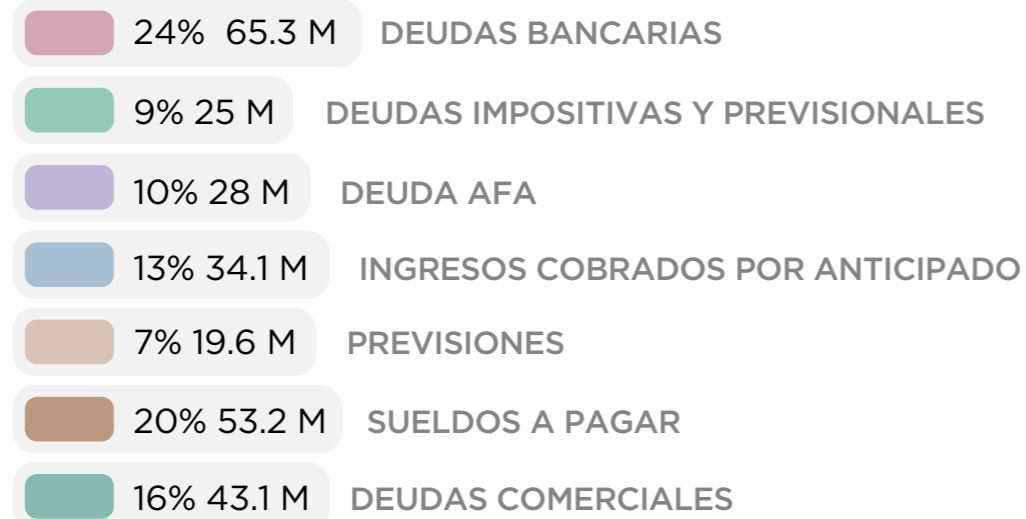 24% 65.3 M DEUDAS BANCARIAS
9% 25 M DEUDAS IMPOSITIVAS Y PREVISIONALES
10% 28 M DEUDA AFA
13% 34.1 M INGRESOS COBRADOS POR ANTICIPADO
7% 19.6 M PREVISIONES
20% 53.2 M SUELDOS A PAGAR
16% 43.1 M DEUDAS COMERCIALES